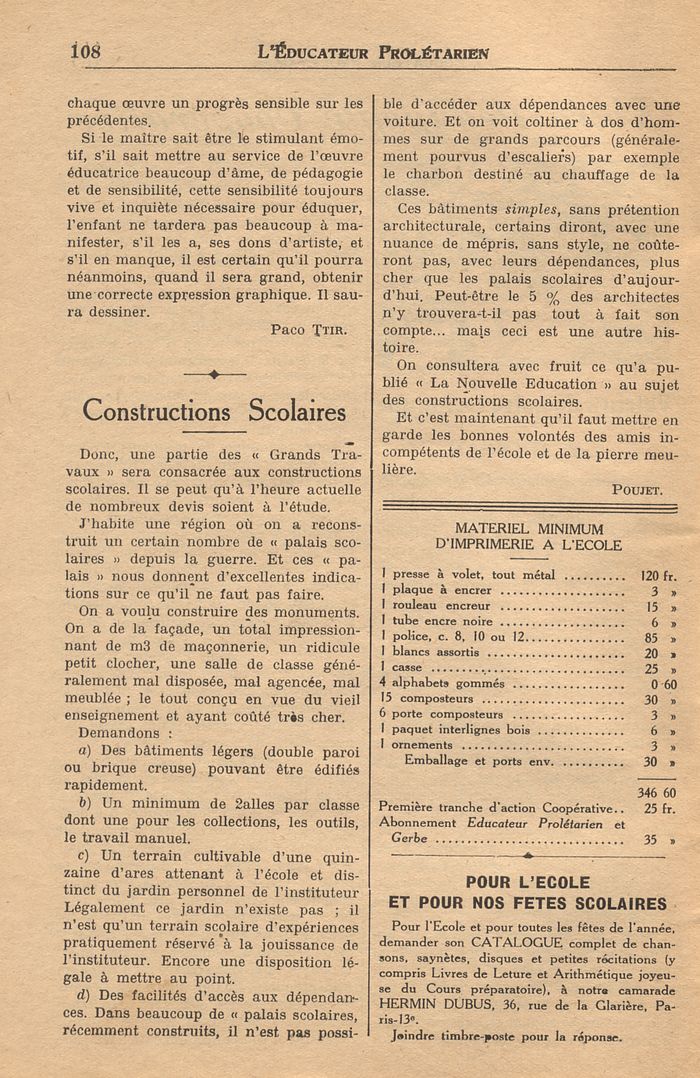 108
L'ÉDUCATEUR PROLÉTARIEN
chaque œuvre un progrès sensible sur les
précédentes.
Si le maître sait être le stimulant émo-
tif, s'il sait mettre au service de l'œuvre
éducatrice beaucoup d'âme, de pédagogie
et de sensibilité, cette sensibilité toujours
vive et inquiète nécessaire pour éduquer,
l'enfant ne tardera pas beaucoup à ma-
nifester, s'il les a, ses dons d'artiste, et
s'il en manque, il est certain qu'il pourra
néanmoins, quand il sera grand, obtenir
une correcte expression graphique. Il sau-
ra dessiner.
Paco TTIR.
Constructions Scolaires
Donc, une partie des « Grands Tra-
vaux » sera consacrée aux constructions
scolaires. Il se peut qu'à l'heure actuelle
de nombreux devis soient à l'étude.
J'habite une région où on a recons-
truit un certain nombre de « palais sco-
laires » depuis la guerre. Et ces « pa-
lais » nous donnent d'excellentes indica-
tions sur ce qu'il ne faut pas faire.
On a voulu construire des monuments.
On a de la façade, un total impression-
nant de m3 de maçonnerie, un ridicule
petit clocher, une salle de classe géné-
ralement mal disposée, mal agencée, mal
meublée ; le tout conçu en vue du vieil
enseignement et ayant coûté très cher.
Demandons :
a) Des bâtiments légers (double paroi
ou brique creuse) pouvant être édifiés
rapidement.
b) Un minimum de 2alles par classe
dont une pour les collections, les outils,
le travail manuel.
c) Un terrain cultivable d'une quin-
zaine d'ares attenant à l'école et dis-
tinct du jardin personnel de l'instituteur
Légalement ce jardin n'existe pas ; il
n'est qu'un terrain scolaire d'expériences
pratiquement réservé à la jouissance de
l'instituteur. Encore une disposition lé-
gale à mettre au point.
d) Des facilités d'accès aux dépendan-
ces. Dans beaucoup de « palais scolaires,
récemment construits, il n'est pas possi-
ble d'accéder aux dépendances avec une
voiture. Et on voit coltiner à dos d'hom-
mes sur de grands parcours (générale-
ment pourvus d'escaliers) par exemple
le charbon destiné au chauffage de la
classe.
Ces bâtiments simples, sans prétention
architecturale, certains diront, avec une
nuance de mépris. sans style, ne coûte-
ront pas, avec leurs dépendances, plus
cher que les palais scolaires d'aujour-
d'hui. Peut-être le 5 % des architectes
n'y trouvera-t-il pas tout à fait son
compte... mais ceci est une autre his-
toire.
On consultera avec fruit ce qu'a pu-
blié « La Nouvelle Education » au sujet
des constructions scolaires.
Et c'est maintenant qu'il faut mettre en
garde les bonnes volontés des amis in-
compétents de l'école et de la pierre meu-
lière.
POUJET.
MATERIEL MINIMUM
D'IMPRIMERIE A L'ECOLE
1 presse à volet, tout métal .......... 120 fr.
1 plaque à encrer .................... 3 »
1 rouleau encreur .................... 15 »
1 tube encre noire ................... 6 »
1 police, c. 8, 10 ou 12.............. 85 »
1 blancs assortis .................... 20 »
1 casse .............................. 25 »
4 alphabets gommés ................... 0 60
15 composteurs ....................... 30 »
6 porte composteurs .................. 3 »
1 paquet interlignes bois ............ 6 »
1 ornements .......................... 3 »
Emballage et ports env. .......... 30 »
346 60
Première tranche d'action Coopérative.. 25 fr.
Abonnement Educateur Prolétarien et
Gerbe .............................. 35 »
POUR L'ECOLE
ET POUR NOS FETES SCOLAIRES
Pour l'Ecole et pour toutes les fêtes de l'année,
demander son CATALOGUE complet de chan-
sons, saynètes, disques et petites récitations (y
compris Livres de Leture et Arithmétique joyeu-
se du Cours préparatoire), à notre camarade
HERMIN DUBUS, 36, rue de la Glarière, Pa-
ris-13e.
Joindre timbre-poste pour la réponse.